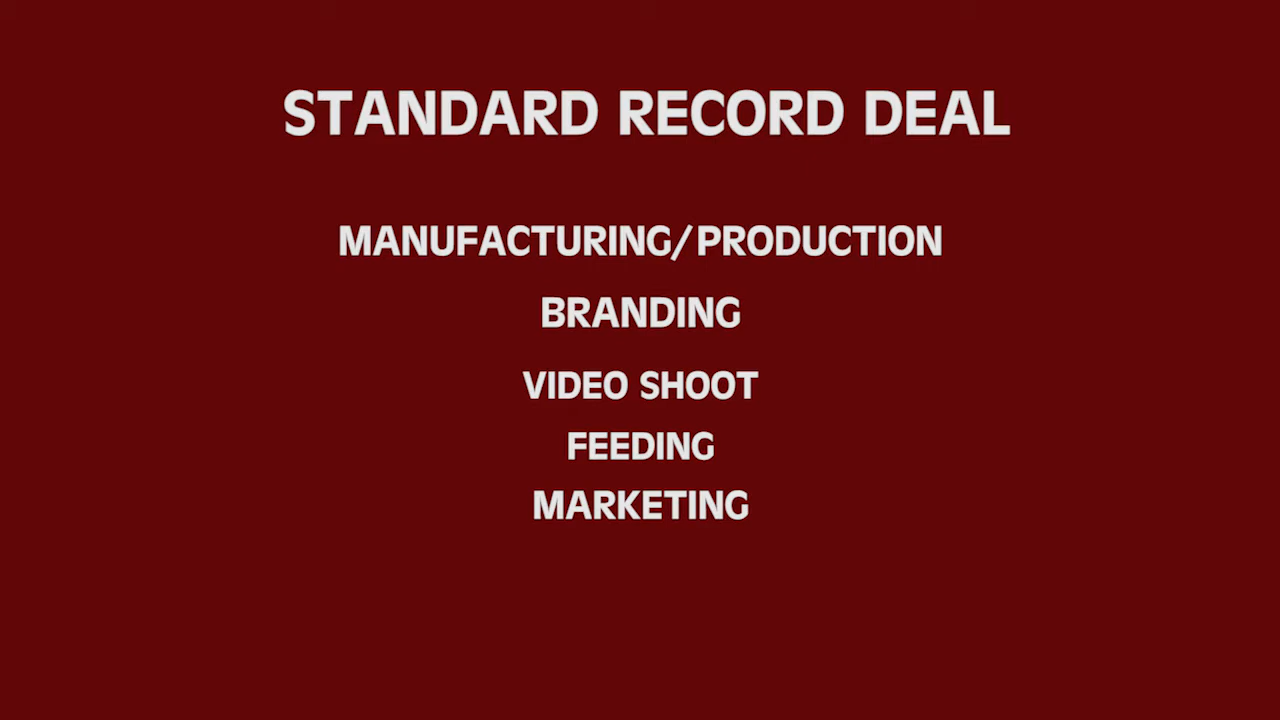 STANDARD RECORD DEAL
MANUFACTURING/PRODUCTION
BRANDING
VIDEO SHOOT
FEEDING
MARKETING